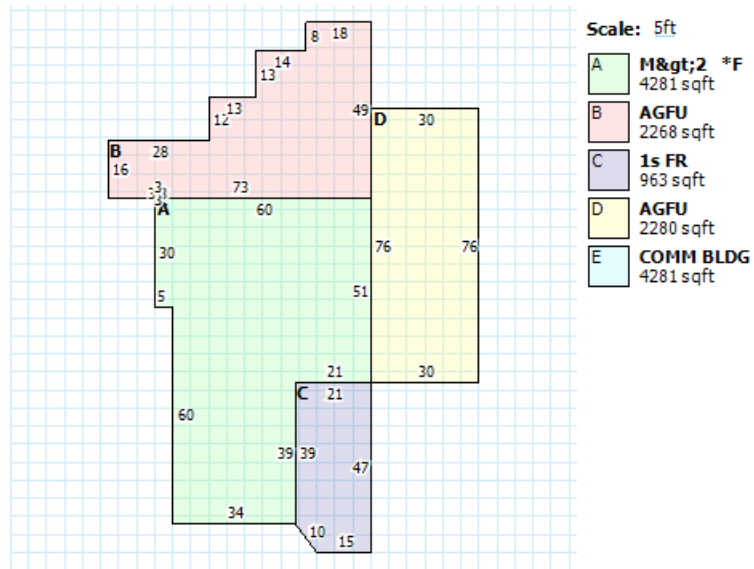 8 18
14
13
13
12
49
D 30
B 28
16
3 73
3
A 60
30
76 76
5
51
21 30
C 21
60
39 39
47
34
10
15
Scale: 5ft
A M&gt;2 *F
4281 sqft
B AGFU
2268 sqft
C 1s FR
963 sqft
D AGFU
2280 sqft
E COMM BLDG
4281 sqft